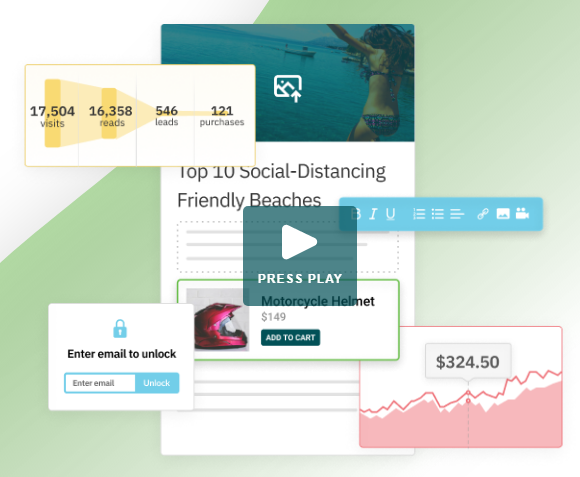 17,504 16,358 546 121
visits reads leads purchases
Top 10 Social-Distancing
Friendly Beaches
B I U
PRESS PLAY
Motorcycle Helmet
$149
ADD TO CART
Enter email to unlock
Enter email Unlock
$324.50